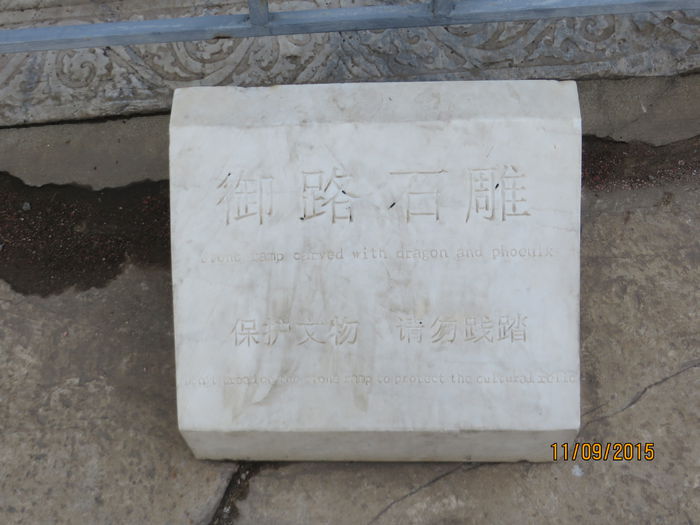 御路石雕
Stone ramp carved with dragon and phoenix
保护文物 请勿践踏
ramp to protect the cultural relic
11/09/2015